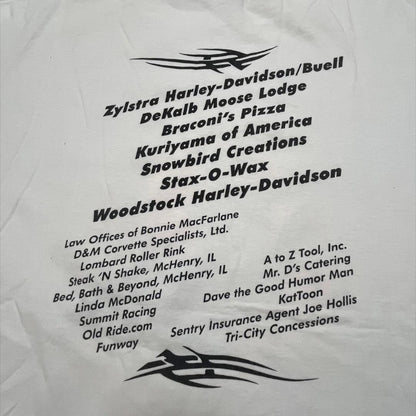 Zylstra Harley-Davidson/Buell
DeKalb Moose Lodge
Braconi's Pizza
Kuriyama of America
Snowbird Creations
Stax-O-Wax
Woodstock Harley-Davidson
Law Offices of Bonnie MacFarlane
D&M Corvette Specialists, Ltd.
Lombard Roller Rink
Steak 'N Shake, McHenry, IL
Bed, Bath & Beyond, McHenry, IL
Linda McDonald
Summit Racing
Old Ride.com
Funway
A to Z Tool, Inc.
Mr. D's Catering
Dave the Good Humor Man
KatToon
Sentry Insurance Agent Joe Hollis
Tri-City Concessions